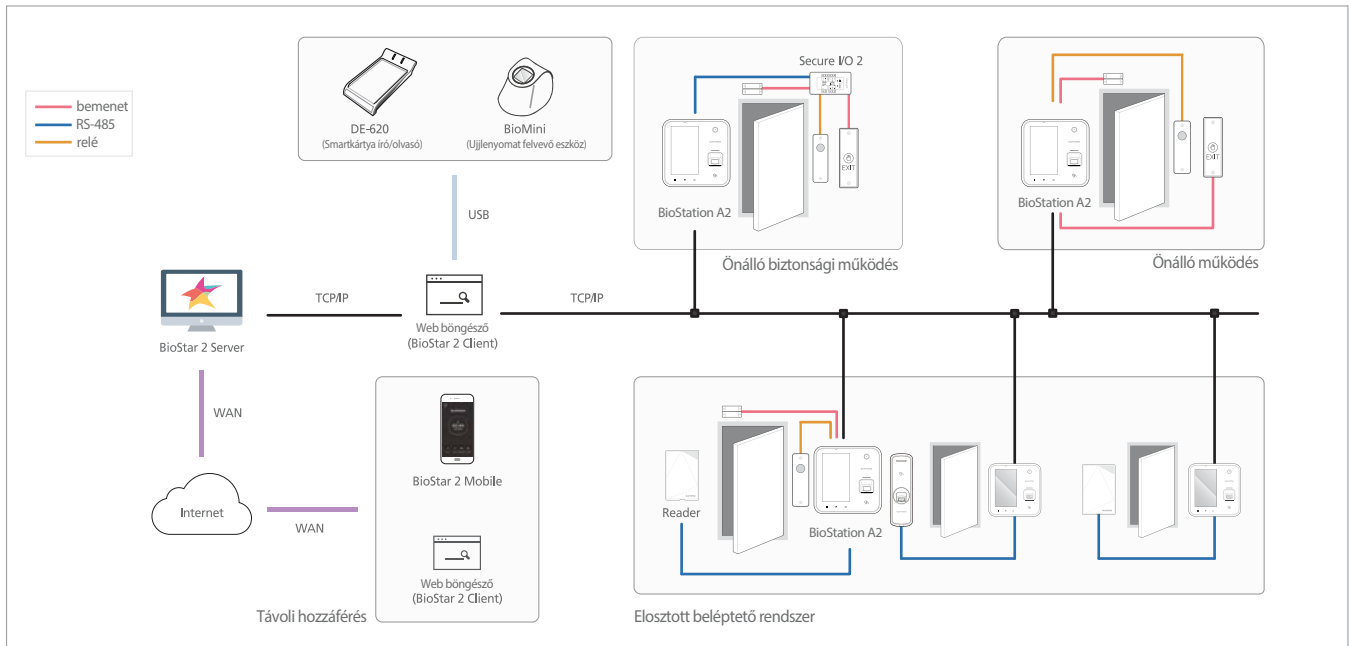 bemenet
RS-485
relé
DE-620
(Smartkártya író/olvasó)
BioMini
(Ujjlenyomat felvevő eszköz)
USB
Secure I/O 2
EXIT
BioStation A2
Önálló biztonsági működés
EXIT
BioStation A2
Önálló működés
BioStar 2 Server
TCP/IP
Web böngésző
(BioStar 2 Client)
TCP/IP
WAN
Internet
WAN
BioStar 2 Mobile
Web böngésző
(BioStar 2 Client)
Távoli hozzáférés
Reader
BioStation A2
Elosztott beléptető rendszer